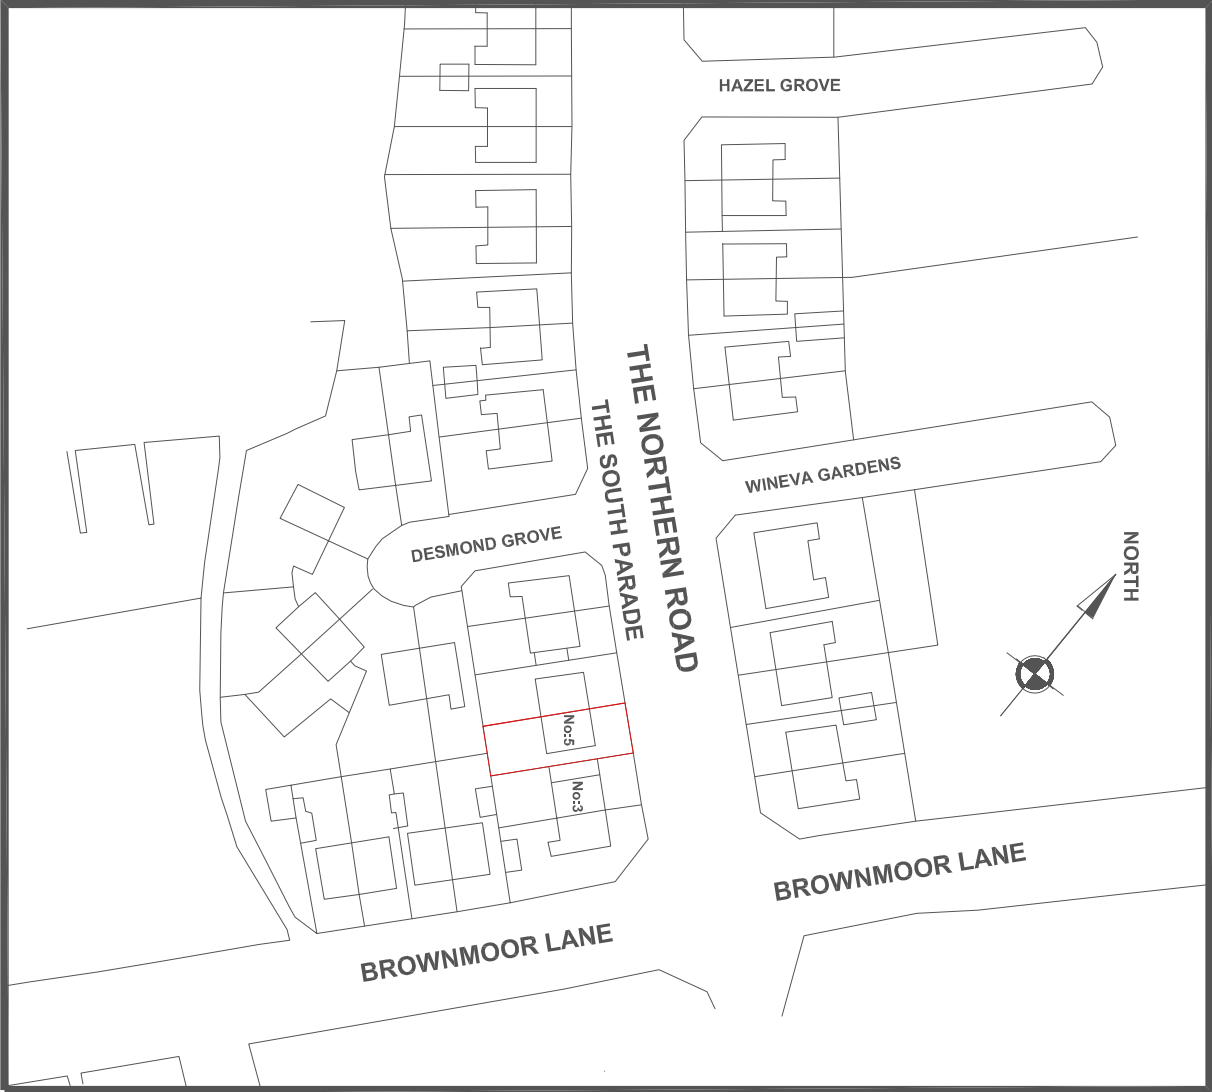 HAZEL GROVE
THE NORTHERN ROAD
THE SOUTH PARADE
WINEVA GARDENS
DESMOND GROVE
NORTH
No:5
No:3
BROWNMOOR LANE
BROWNMOOR LANE